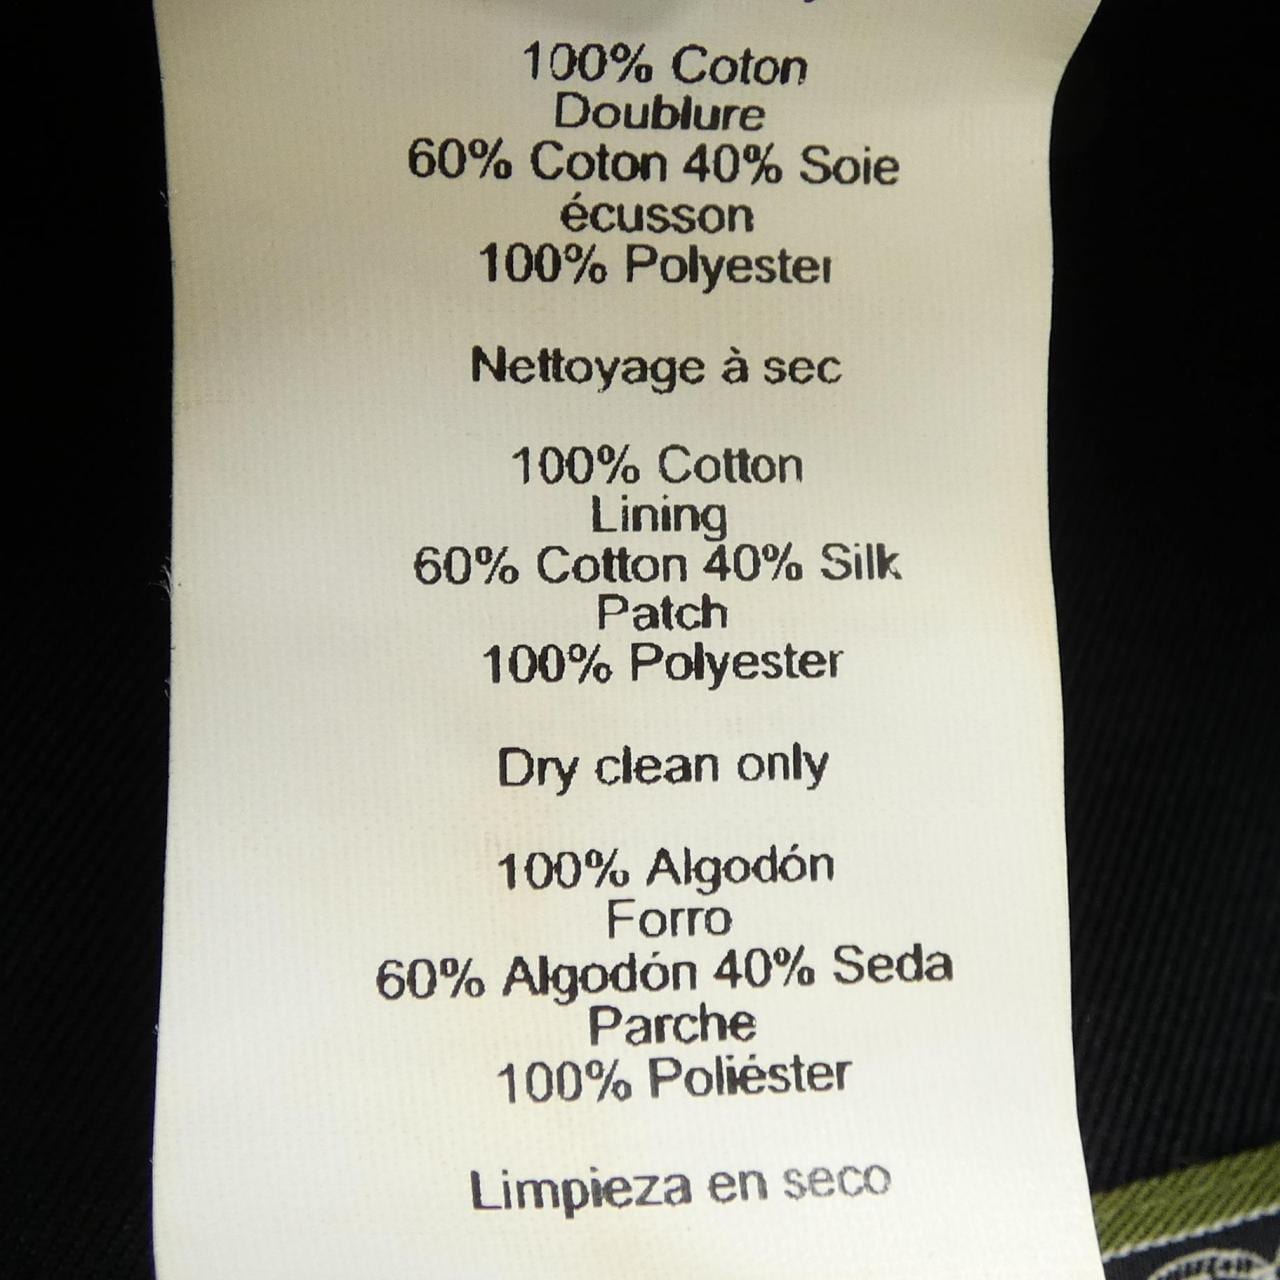 100% Coton
Doublure
60% Coton 40% Soie
écusson
100% Polyester
Nettoyage à sec
100% Cotton
Lining
60% Cotton 40% Silk
Patch
100% Polyester
Dry clean only
100% Algodón
Forro
60% Algodón 40% Seda
Parche
100% Poliéster
Limpieza en seco